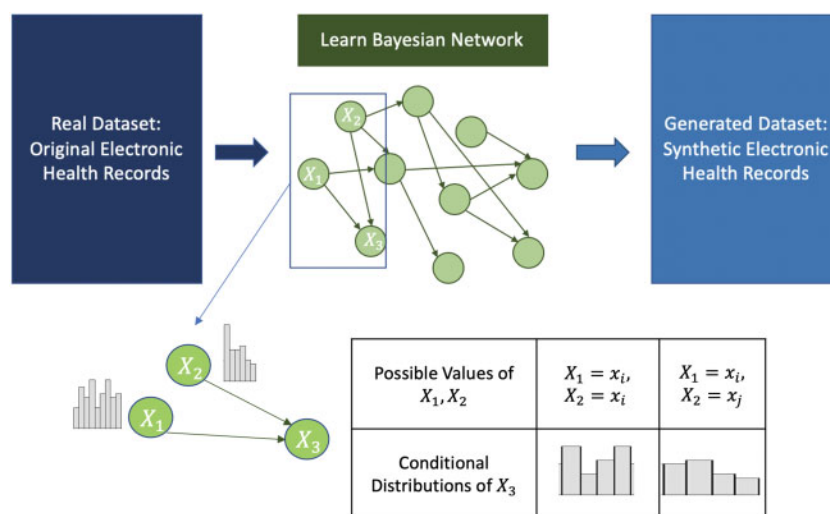 Learn Bayesian Network
Real Dataset:
Original Electronic
Health Records
X₂
X₁
X₃
Generated Dataset:
Synthetic Electronic
Health Records
X₂
X₁
X₃
Possible Values of
X₁, X₂
X₁ = xᵢ,
X₂ = xᵢ
X₁ = xᵢ,
X₂ = xⱼ
Conditional
Distributions of X₃